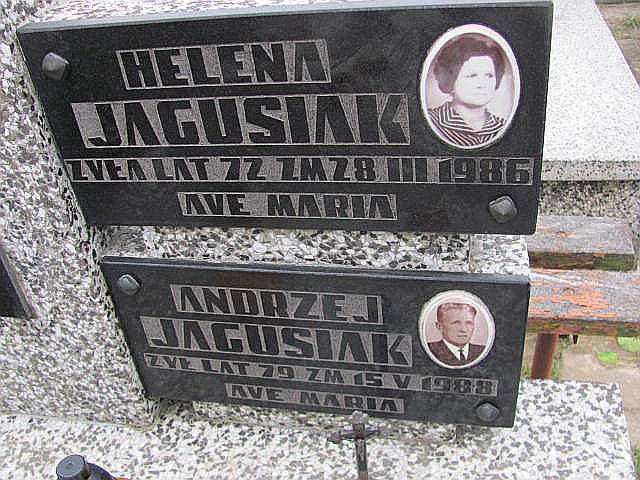 HELENA
JAGUSIAK
ŻYŁA LAT 72 ZM 28 III 1986
AVE MARIA
ANDRZEJ
JAGUSIAK
ŻYŁ LAT 79 ZM 15 V 1988
AVE MARIA